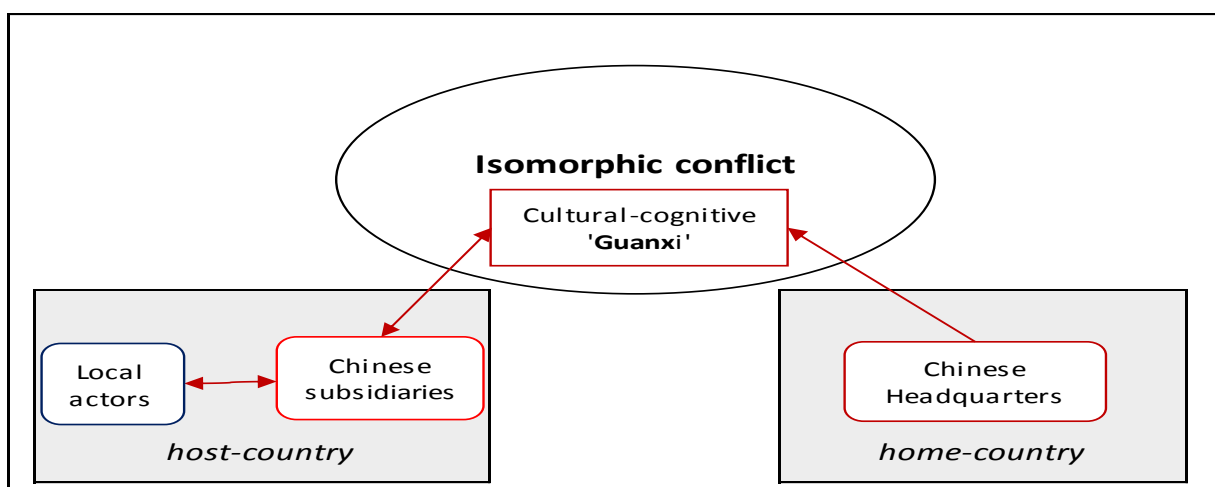 Isomorphic conflict
Cultural-cognitive
'Guanxi'
Local
actors
Chinese
subsidiaries
host-country
Chinese
Headquarters
home-country